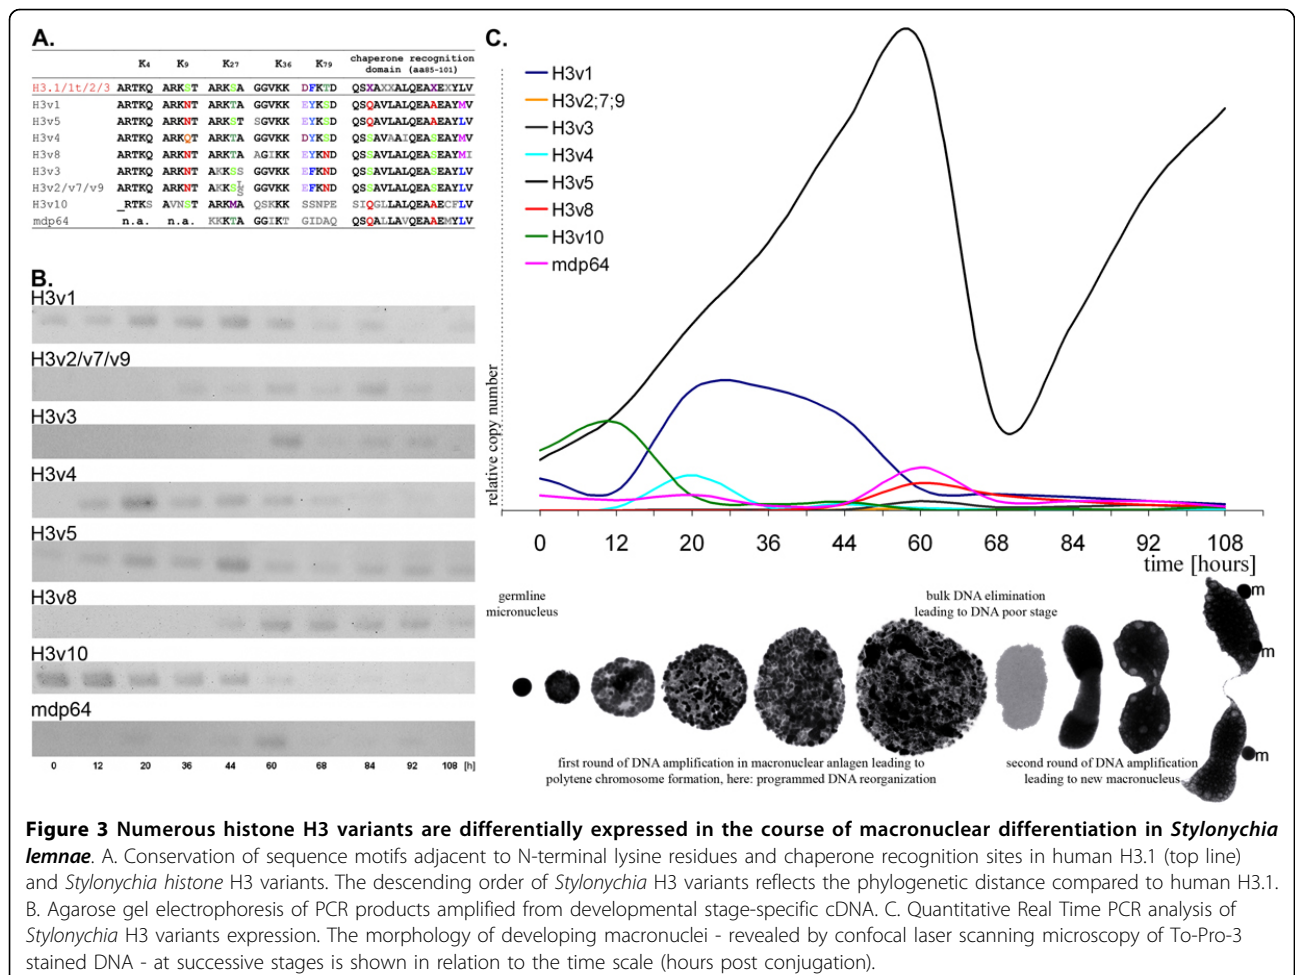 A.
K4 K9 K27 K36 K79 chaperone recognition
domain (aa85-101)
H3.1/1t/2/3 ARTKQ ARKST ARKSA GGVKK DFKTD QSXAXXALQEAXEXYLV
H3v1 ARTKQ ARKNT ARKTA GGVKK EYKSD QSQAVLALQEAAEAYMV
H3v5 ARTKQ ARKNT ARKST SGVKK EYKSD QSQAVLALQEAAEAYLV
H3v4 ARTKQ ARKQT ARKTA GGVKK DYKSD QSSAVAAIQEASEAYMV
H3v8 ARTKQ ARKNT ARKTA AGIKK EYKND QSSAVLALQEASEAYMI
H3v3 ARTKQ ARKNT AKKSS GGVKK EFKND QSSAVLALQEASEAYLV
H3v2/v7/v9 ARTKQ ARKNT AKKS GGVKK EFKND QSSAVLALQEASEAYLV
H3v10 _RTKS AVNST ARKMA QSKKK SSNPE SIQGLLALQEAAECFLV
mdp64 n.a. n.a. KKKTA GGIKT GIDAQ QSQALLAVQEAAEMYLV
B.
H3v1
H3v2/v7/v9
H3v3
H3v4
H3v5
H3v8
H3v10
mdp64
0 12 20 36 44 60 68 84 92 108 [h]
C.
H3v1
H3v2;7;9
H3v3
H3v4
H3v5
H3v8
H3v10
mdp64
relative copy number
0 12 20 36 44 60 68 84 92 108
time [hours]
germline
micronucleus
bulk DNA elimination
leading to DNA poor stage
m
m
m
first round of DNA amplification in macronuclear anlagen leading to
polytene chromosome formation, here: programmed DNA reorganization
second round of DNA amplification
leading to new macronucleus
Figure 3 Numerous histone H3 variants are differentially expressed in the course of macronuclear differentiation in Stylonychia
lemnae. A. Conservation of sequence motifs adjacent to N-terminal lysine residues and chaperone recognition sites in human H3.1 (top line)
and Stylonychia histone H3 variants. The descending order of Stylonychia H3 variants reflects the phylogenetic distance compared to human H3.1.
B. Agarose gel electrophoresis of PCR products amplified from developmental stage-specific cDNA. C. Quantitative Real Time PCR analysis of
Stylonychia H3 variants expression. The morphology of developing macronuclei - revealed by confocal laser scanning microscopy of To-Pro-3
stained DNA - at successive stages is shown in relation to the time scale (hours post conjugation).